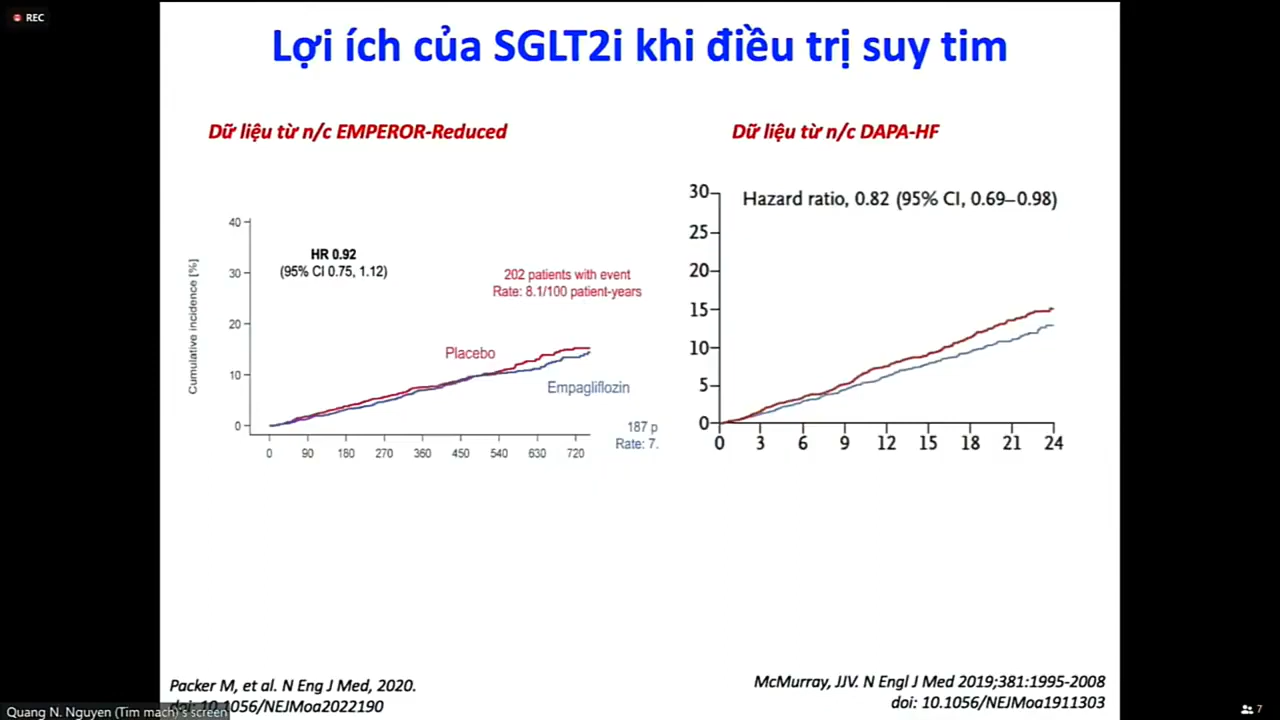 REC
Lợi ích của SGLT2i khi điều trị suy tim
Dữ liệu từ n/c EMPEROR-Reduced
40
30
20
10
0
Cumulative incidence [%]
HR 0.92
(95% CI 0.75, 1.12)
202 patients with event
Rate: 8.1/100 patient-years
Placebo
Empagliflozin
187 p
Rate: 7.
0 90 180 270 360 450 540 630 720
Dữ liệu từ n/c DAPA-HF
Hazard ratio, 0.82 (95% CI, 0.69–0.98)
30
25
20
15
10
5
0
0 3 6 9 12 15 18 21 24
Packer M, et al. N Eng J Med, 2020.
doi: 10.1056/NEJMoa2022190
McMurray, JJV. N Engl J Med 2019;381:1995-2008
doi: 10.1056/NEJMoa1911303
Quang N. Nguyen (Tim mach)'s screen
7